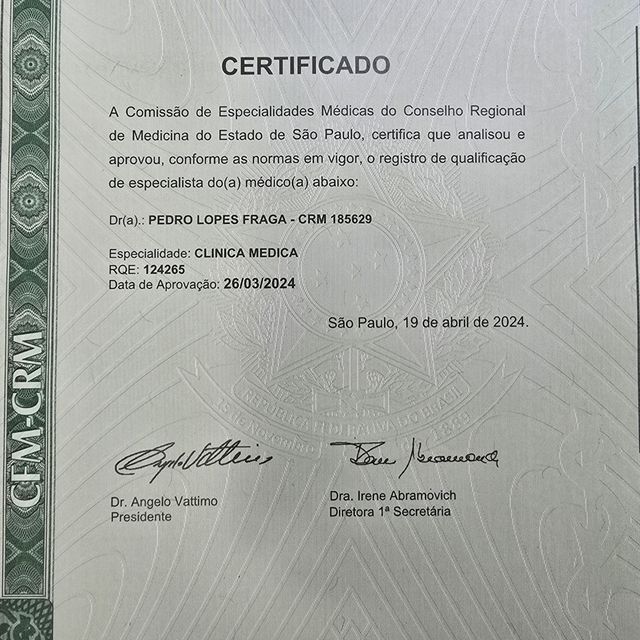 CERTIFICADO
A Comissão de Especialidades Médicas do Conselho Regional
de Medicina do Estado de São Paulo, certifica que analisou e
aprovou, conforme as normas em vigor, o registro de qualificação
de especialista do(a) médico(a) abaixo:
Dr(a).: PEDRO LOPES FRAGA - CRM 185629
Especialidade: CLINICA MEDICA
RQE: 124265
Data de Aprovação: 26/03/2024
São Paulo, 19 de abril de 2024.
CFM-CRM
Dr. Angelo Vattimo
Presidente
Dra. Irene Abramovich
Diretora 1ª Secretária